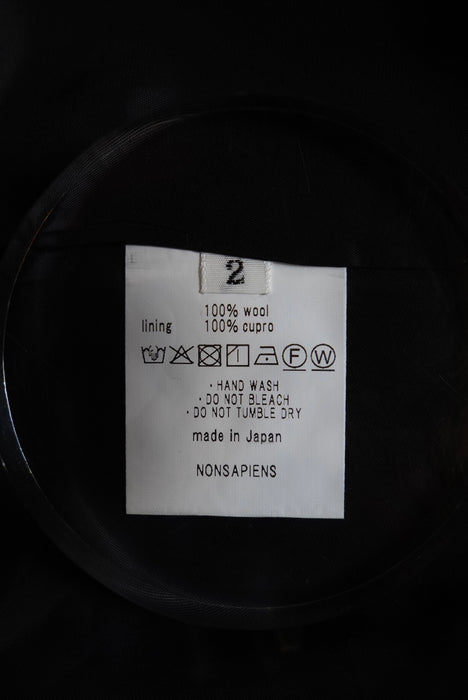 2
100% wool
lining 100% cupro
F W
・HAND WASH
・DO NOT BLEACH
・DO NOT TUMBLE DRY
made in Japan
NONSAPIENS